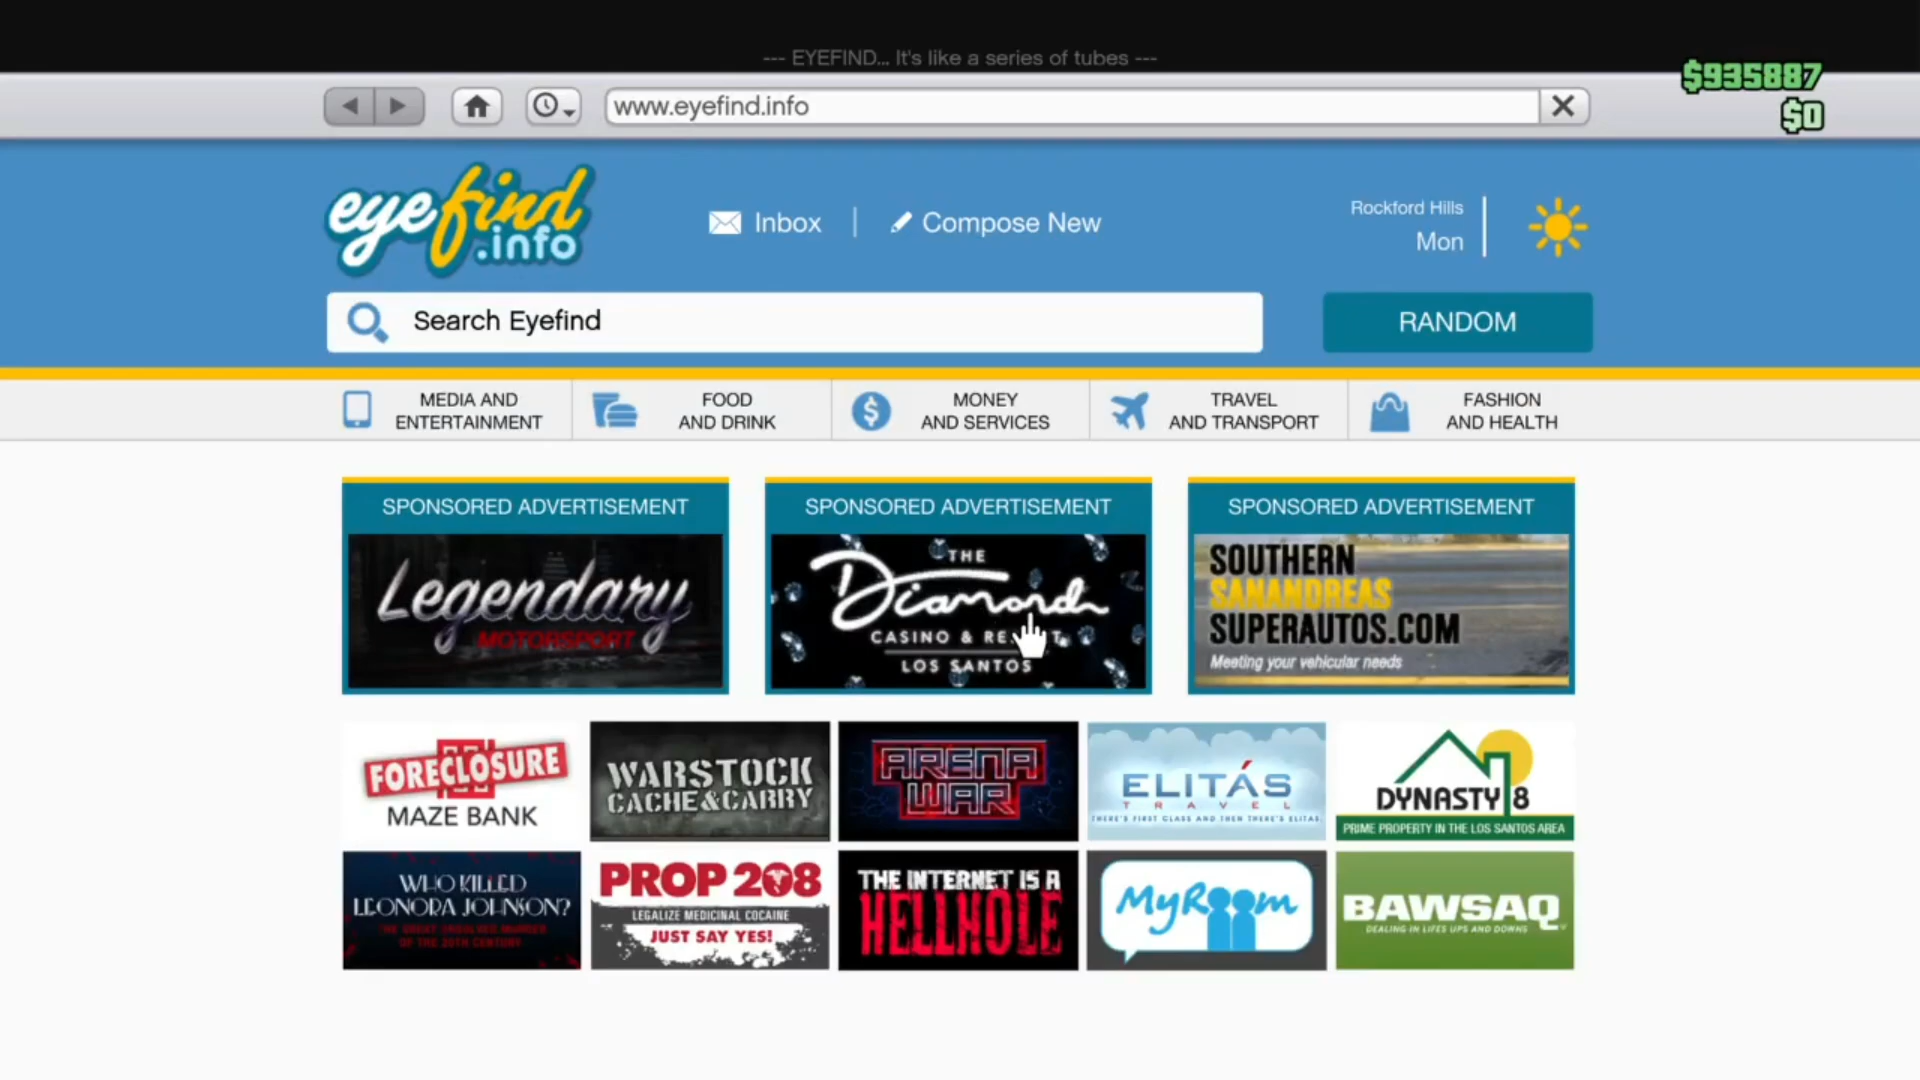 --- EYEFIND... It's like a series of tubes ---
$935887
$0
www.eyefind.info
eyefind
.info
Inbox
Compose New
Rockford Hills
Mon
Search Eyefind
RANDOM
MEDIA AND
ENTERTAINMENT
FOOD
AND DRINK
MONEY
AND SERVICES
TRAVEL
AND TRANSPORT
FASHION
AND HEALTH
SPONSORED ADVERTISEMENT
Legendary
MOTORSPORT
SPONSORED ADVERTISEMENT
THE
Diamond
CASINO &
LOS SANTOS
SPONSORED ADVERTISEMENT
SOUTHERN
SANANDREAS
SUPERAUTOS.COM
Meeting your vehicular needs
FORECLOSURE
MAZE BANK
WARSTOCK
CACHE&CARRY
ARENA
WAR
ELITÁS
TRAVEL
THERE'S FIRST CLASS AND THEN THERE'S ELITAS
DYNASTY 8
PRIME PROPERTY IN THE LOS SANTOS AREA
WHO KILLED
LEONORA JOHNSON?
THE GREAT UNSOLVED MURDER
OF THE 20TH CENTURY
PROP 208
LEGALIZE MEDICINAL COCAINE
JUST SAY YES!
THE INTERNET IS A
HELLHOLE
MyRoom
BAWSAQ
DEALING IN LIFES UPS AND DOWNS